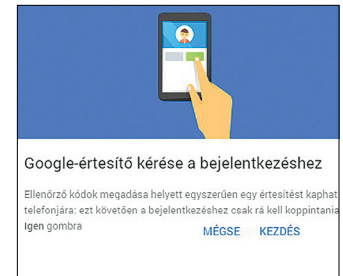 Google-értesítő kérése a bejelentkezéshez
Ellenőrző kódok megadása helyett egyszerűen egy értesítést kaphat
telefonjára: ezt követően a bejelentkezéshez csak rá kell koppintania
Igen gombra
MÉGSE KEZDÉS